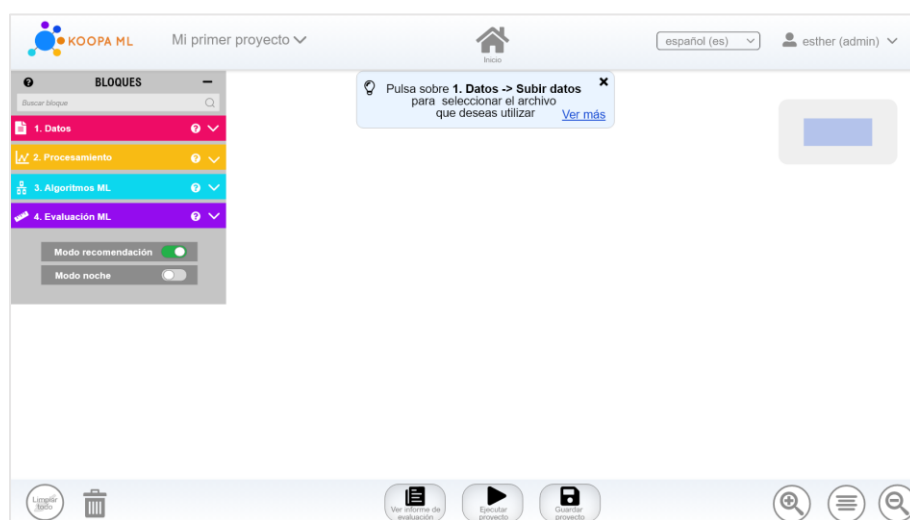 KOOPA ML
Mi primer proyecto
Inicio
español (es)
esther (admin)
BLOQUES
Buscar bloque
1. Datos
2. Procesamiento
3. Algoritmos ML
4. Evaluación ML
Modo recomendación
Modo noche
Pulsa sobre 1. Datos -> Subir datos
para seleccionar el archivo
que deseas utilizar Ver más
Limpiar
todo
Ver informe de
evaluación
Ejecutar
proyecto
Guardar
proyecto